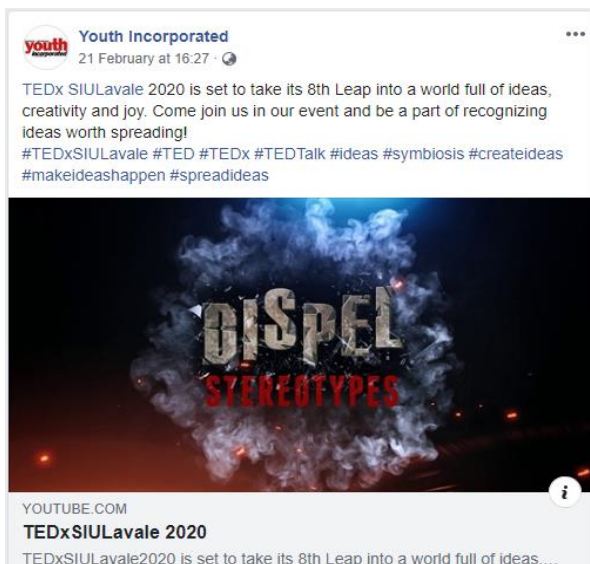 youth
incorporated
Youth Incorporated
21 February at 16:27 ·
TEDx SIULavale 2020 is set to take its 8th Leap into a world full of ideas,
creativity and joy. Come join us in our event and be a part of recognizing
ideas worth spreading!
#TEDxSIULavale #TED #TEDx #TEDTalk #ideas #symbiosis #createideas
#makeideashappen #spreadideas
DISPEL
STEREOTYPES
i
YOUTUBE.COM
TEDxSIULavale 2020
TEDxSIULavale2020 is set to take its 8th Leap into a world full of ideas,...